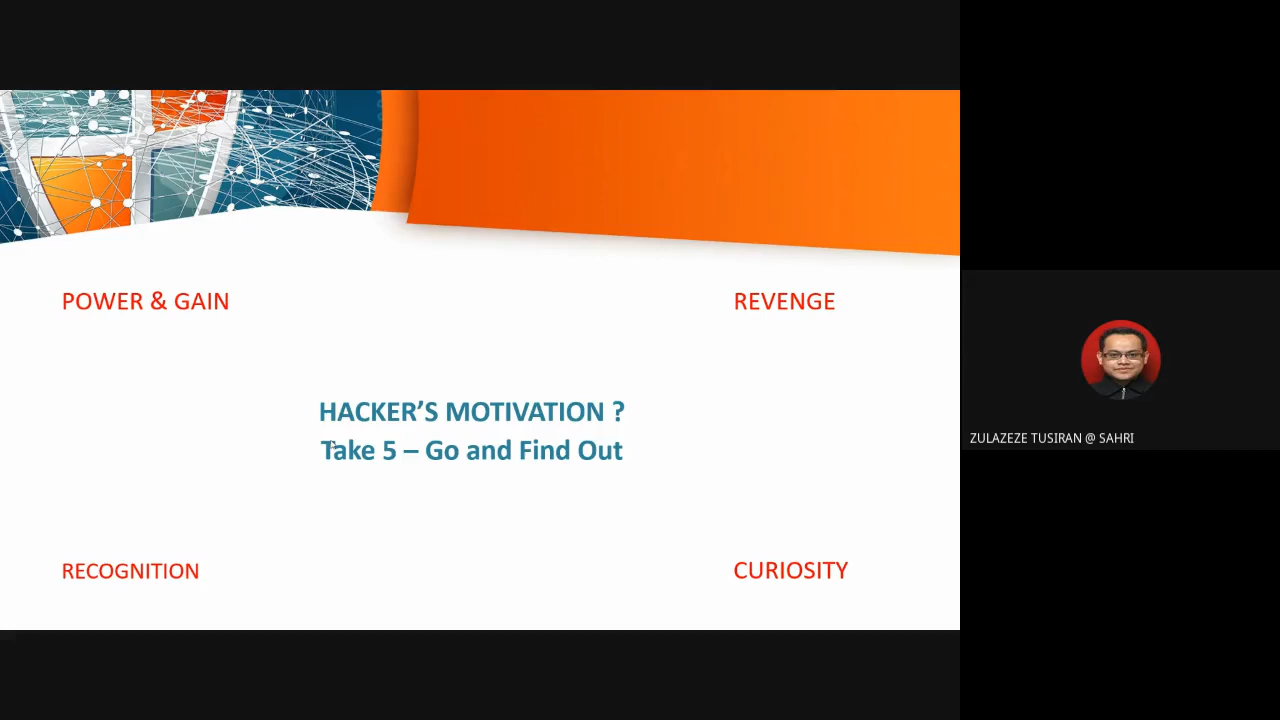 POWER & GAIN
REVENGE
HACKER’S MOTIVATION ?
Take 5 – Go and Find Out
ZULAZEZE TUSIRAN @ SAHRI
RECOGNITION
CURIOSITY